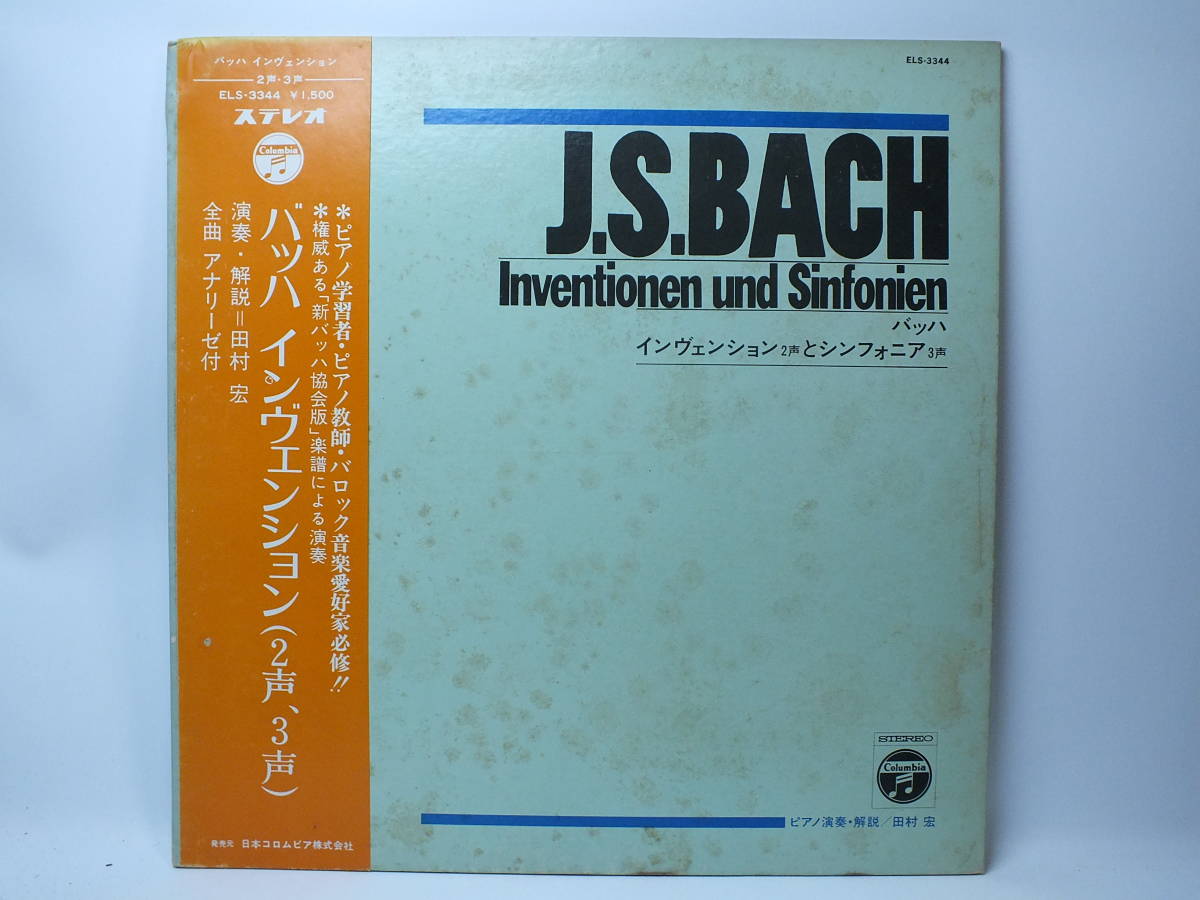 バッハ インヴェンション
2声・3声
ELS-3344 ¥1,500
ステレオ
Columbia
*ピアノ学習者・ピアノ教師・バロック音楽愛好家必修!!
*権威ある「新バッハ協会版」楽譜による演奏
バッハ インヴェンション(2声、3声)
演奏・解説=田村 宏
全曲 アナリーゼ付
発売元 日本コロムビア株式会社
ELS-3344
J.S.BACH
Inventionen und Sinfonien
バッハ
インヴェンション2声とシンフォニア3声
STEREO
Columbia
ピアノ演奏・解説/田村 宏